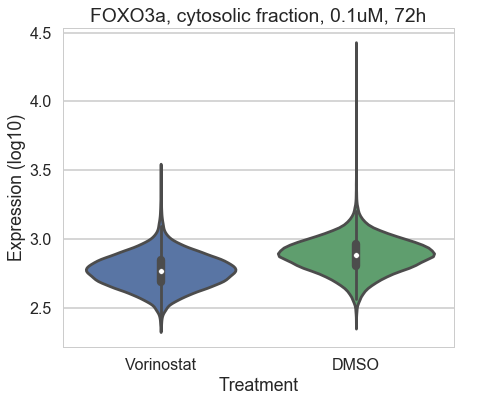 FOXO3a, cytosolic fraction, 0.1uM, 72h
Expression (log10)
4.5
4.0
3.5
3.0
2.5
Vorinostat
DMSO
Treatment